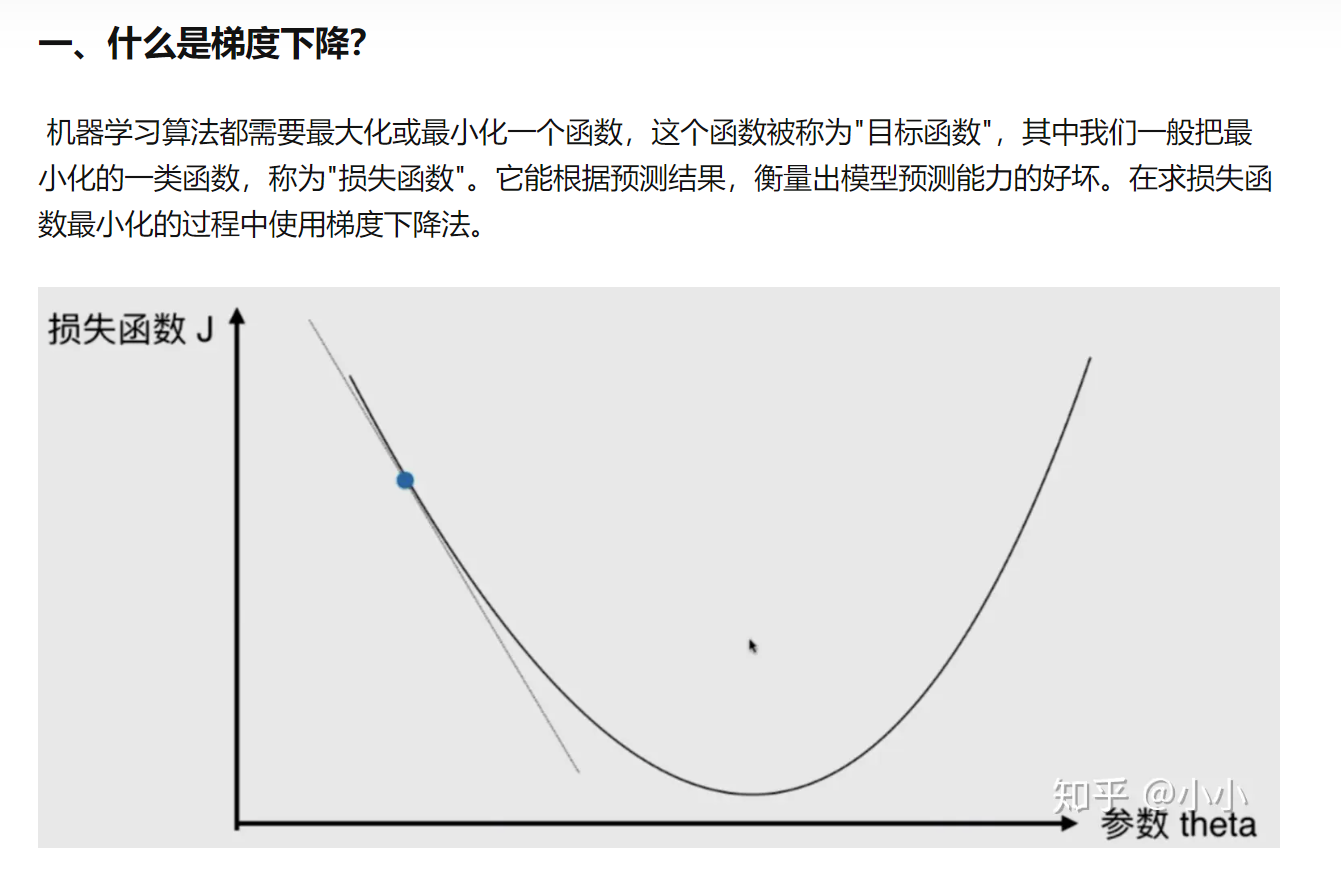 一、什么是梯度下降?
机器学习算法都需要最大化或最小化一个函数，这个函数被称为"目标函数"，其中我们一般把最
小化的一类函数，称为"损失函数"。它能根据预测结果，衡量出模型预测能力的好坏。在求损失函
数最小化的过程中使用梯度下降法。
损失函数 J
知乎 @小小
参数 theta